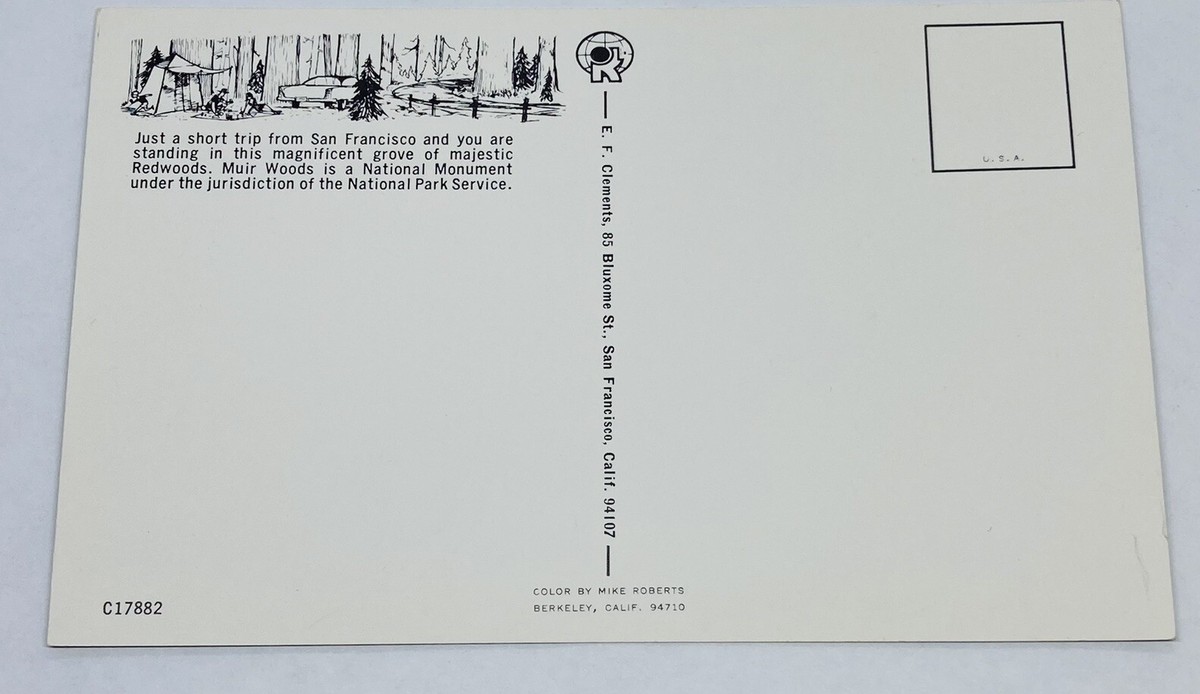 Just a short trip from San Francisco and you are
standing in this magnificent grove of majestic
Redwoods. Muir Woods is a National Monument
under the jurisdiction of the National Park Service.
R
E. F. Clements, 85 Bluxome St., San Francisco, Calif. 94107
U. S. A.
C17882
COLOR BY MIKE ROBERTS
BERKELEY, CALIF. 94710